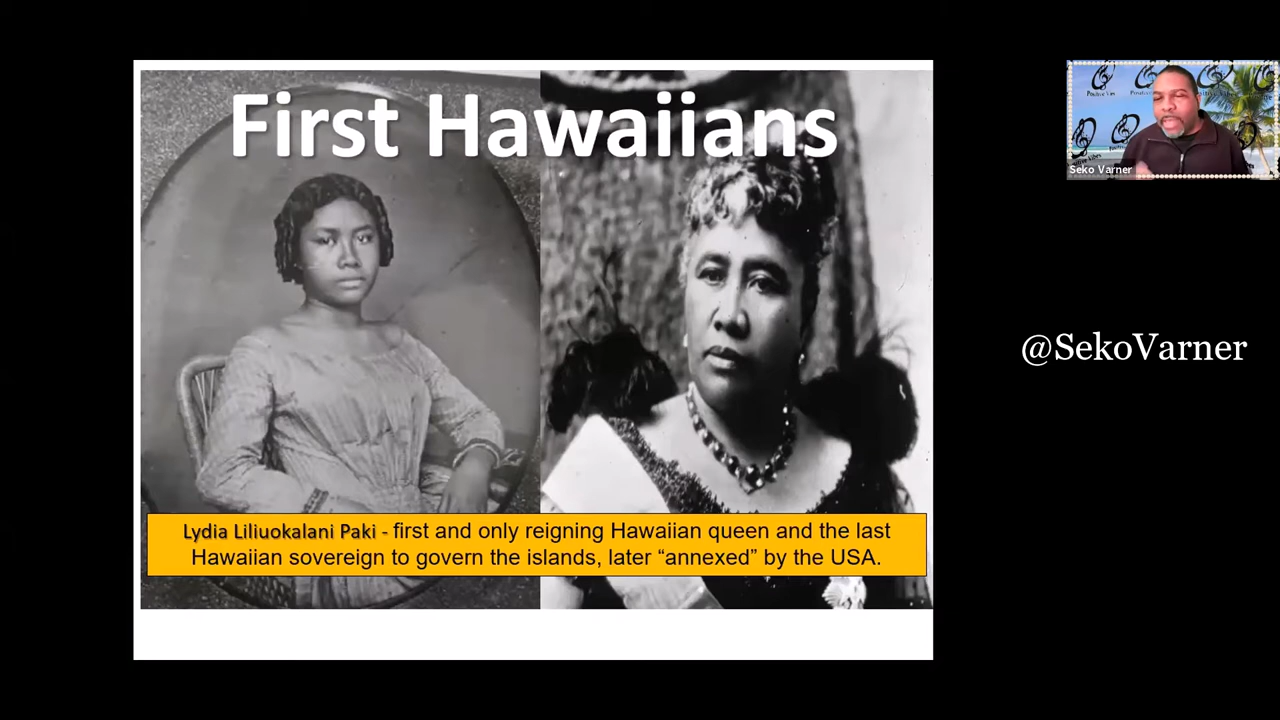 First Hawaiians
Lydia Liliuokalani Paki - first and only reigning Hawaiian queen and the last
Hawaiian sovereign to govern the islands, later “annexed” by the USA.
Seko Varner
@SekoVarner